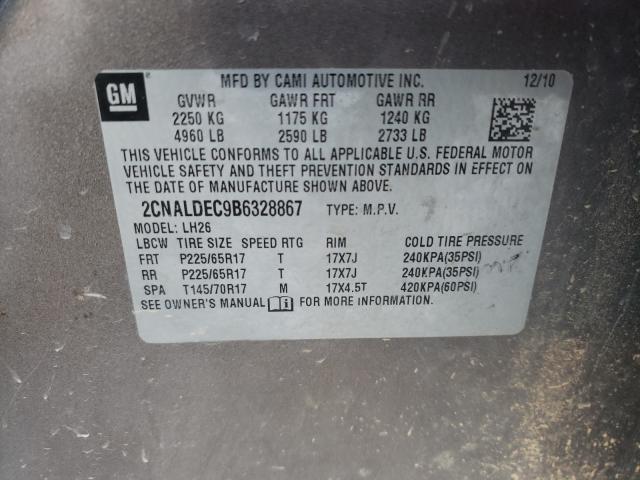 GM MFD BY CAMI AUTOMOTIVE INC. 12/10
GVWR GAWR FRT GAWR RR
2250 KG 1175 KG 1240 KG
4960 LB 2590 LB 2733 LB
THIS VEHICLE CONFORMS TO ALL APPLICABLE U.S. FEDERAL MOTOR
VEHICLE SAFETY AND THEFT PREVENTION STANDARDS IN EFFECT ON
THE DATE OF MANUFACTURE SHOWN ABOVE.
2CNALDEC9B6328867 TYPE: M.P.V.
MODEL: LH26
LBCW TIRE SIZE SPEED RTG RIM COLD TIRE PRESSURE
FRT P225/65R17 T 17X7J 240KPA(35PSI)
RR P225/65R17 T 17X7J 240KPA(35PSI)
SPA T145/70R17 M 17X4.5T 420KPA(60PSI)
SEE OWNER'S MANUAL FOR MORE INFORMATION.